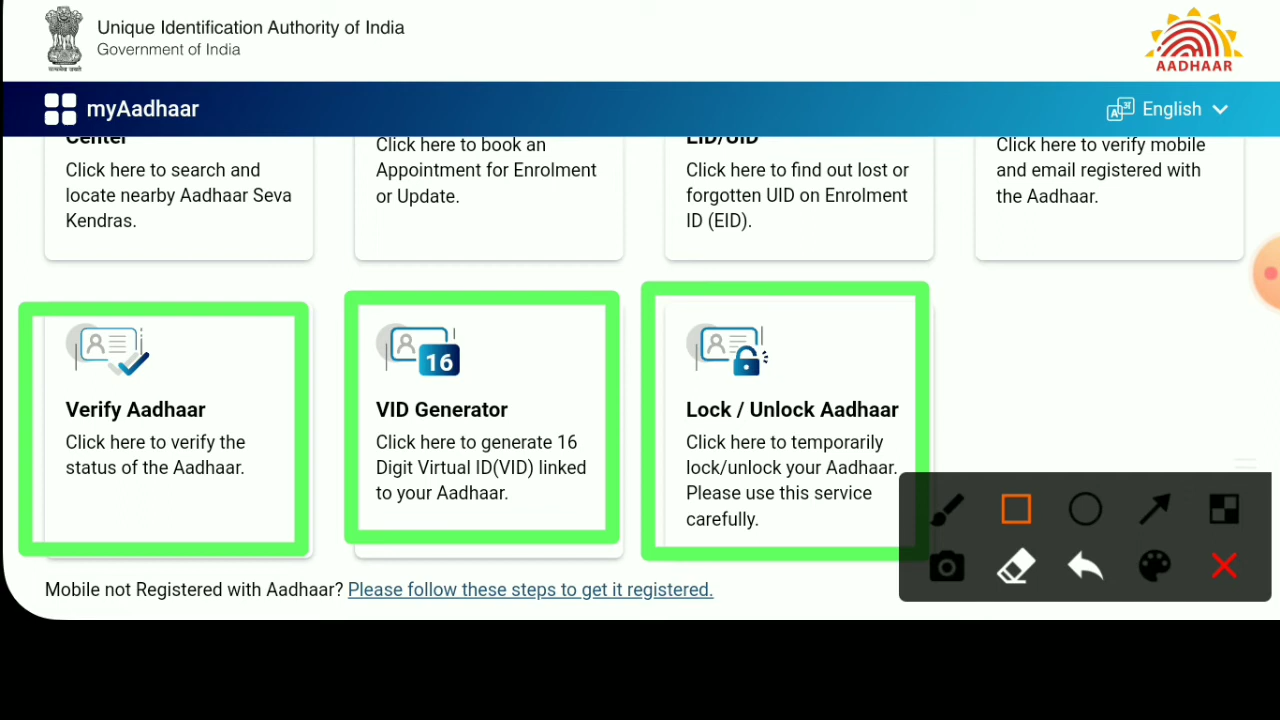 Unique Identification Authority of India
Government of India
सत्यमेव जयते
AADHAAR
myAadhaar
English
Center
Click here to search and
locate nearby Aadhaar Seva
Kendras.
Click here to book an
Appointment for Enrolment
or Update.
EID/UID
Click here to find out lost or
forgotten UID on Enrolment
ID (EID).
Click here to verify mobile
and email registered with
the Aadhaar.
Verify Aadhaar
Click here to verify the
status of the Aadhaar.
16
VID Generator
Click here to generate 16
Digit Virtual ID(VID) linked
to your Aadhaar.
Lock / Unlock Aadhaar
Click here to temporarily
lock/unlock your Aadhaar.
Please use this service
carefully.
Mobile not Registered with Aadhaar? Please follow these steps to get it registered.